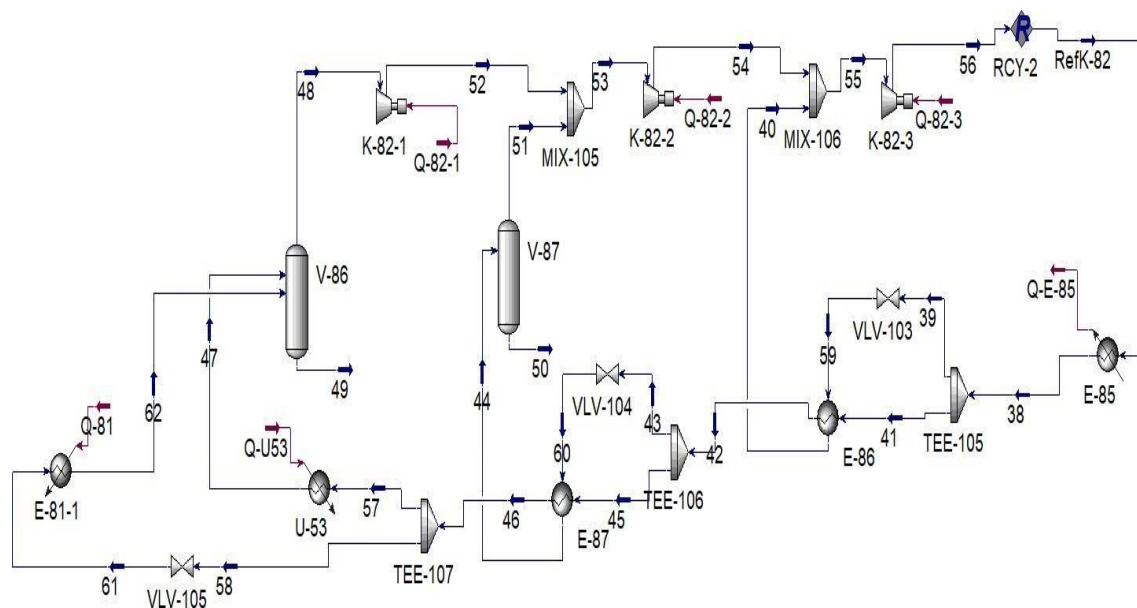 48
52
53
54
55
56
R
RCY-2
RefK-82
K-82-1
Q-82-1
51
MIX-105
K-82-2
Q-82-2
40
MIX-106
K-82-3
Q-82-3
V-86
V-87
47
62
49
44
50
Q-81
Q-U53
E-81-1
U-53
57
61
VLV-105
58
TEE-107
46
E-87
45
60
VLV-104
43
TEE-106
42
59
VLV-103
39
E-86
41
TEE-105
38
Q-E-85
E-85